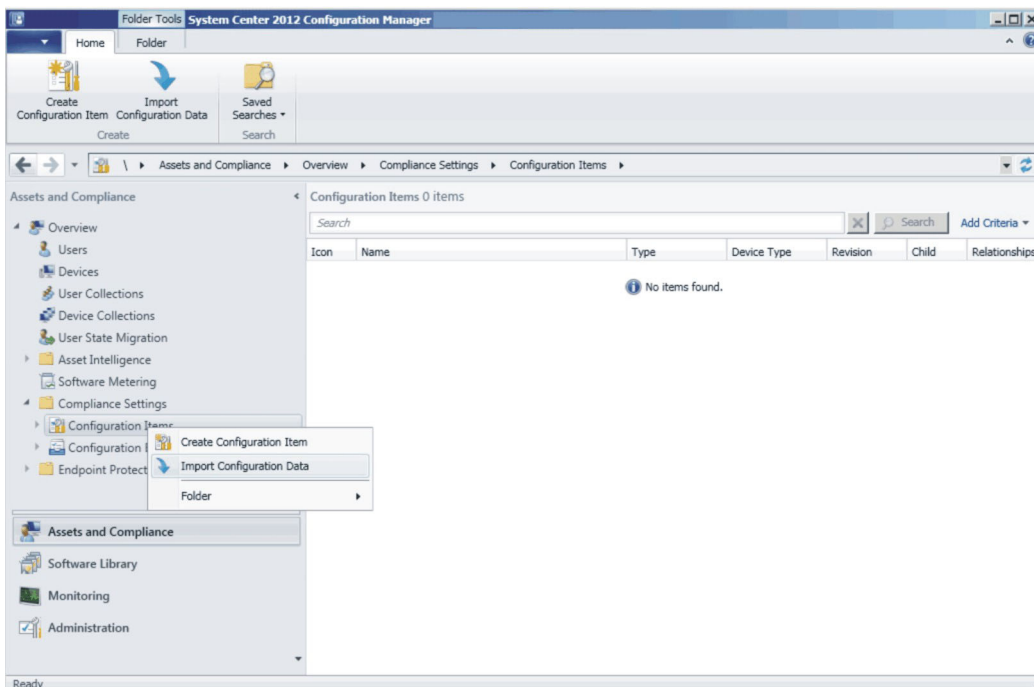 Folder Tools System Center 2012 Configuration Manager
Home Folder
Create Configuration Item
Import Configuration Data
Saved Searches
Create Search
\ Assets and Compliance Overview Compliance Settings Configuration Items
Assets and Compliance
Configuration Items 0 items
Search Search Add Criteria
Icon Name Type Device Type Revision Child Relationships
No items found.
Overview
Users
Devices
User Collections
Device Collections
User State Migration
Asset Intelligence
Software Metering
Compliance Settings
Configuration Items
Configuration
Endpoint Protect
Create Configuration Item
Import Configuration Data
Folder
Assets and Compliance
Software Library
Monitoring
Administration
Ready